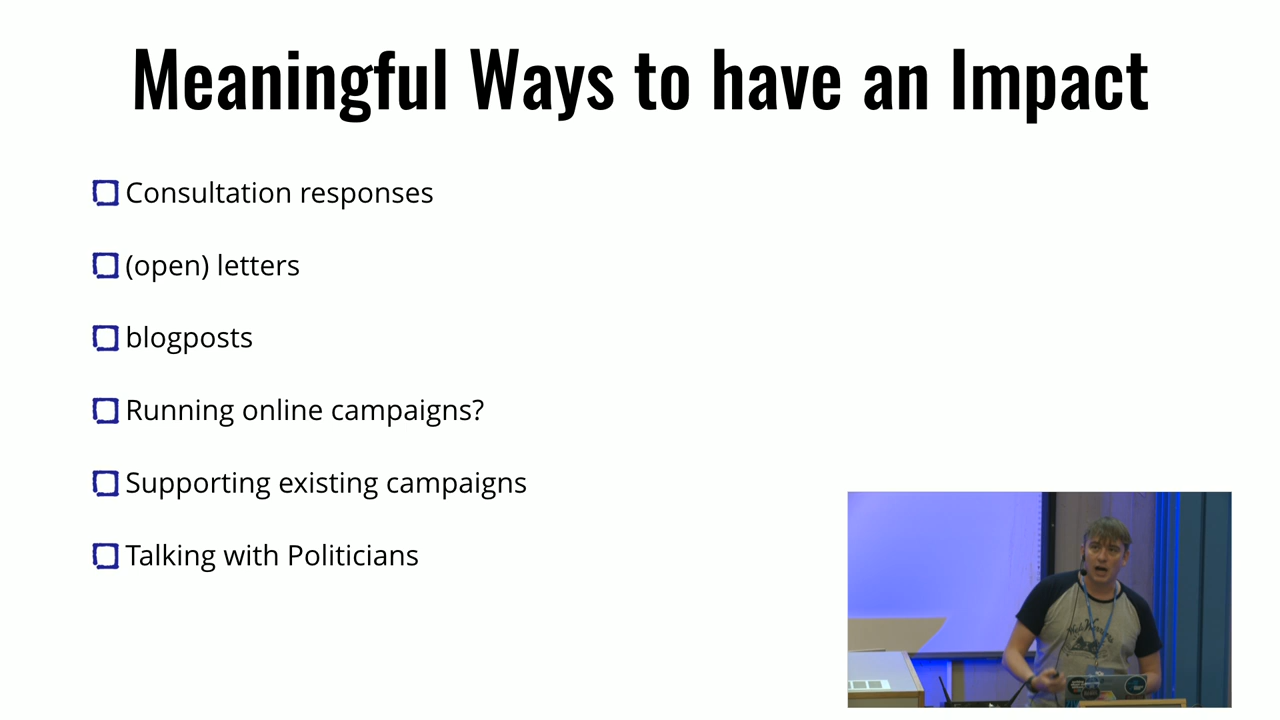 Meaningful Ways to have an Impact
Consultation responses
(open) letters
blogposts
Running online campaigns?
Supporting existing campaigns
Talking with Politicians